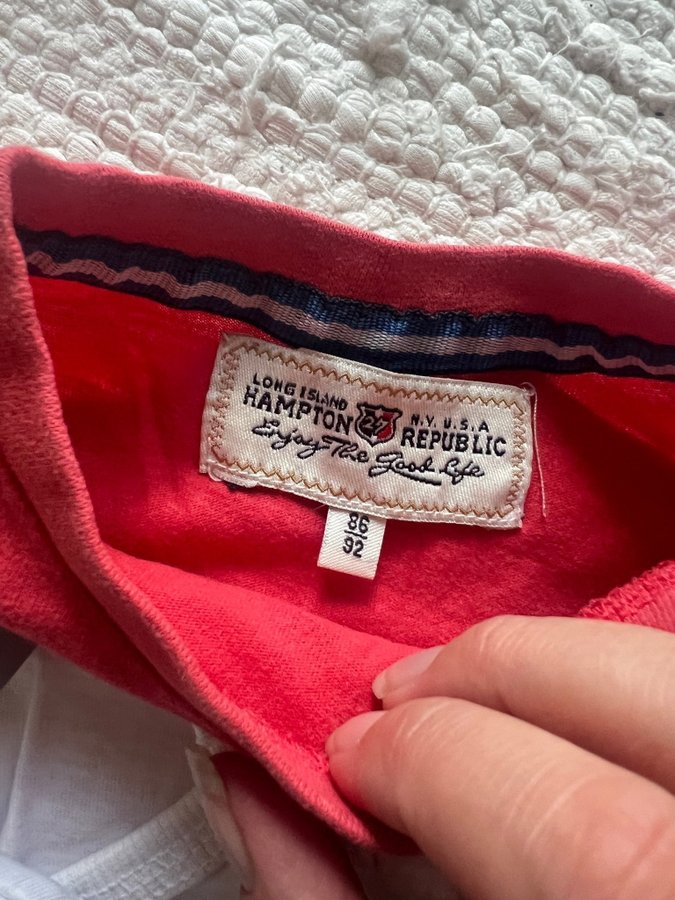 LONG ISLAND N.Y. U.S.A
HAMPTON 27 REPUBLIC
Enjoy The Good Life
86
92